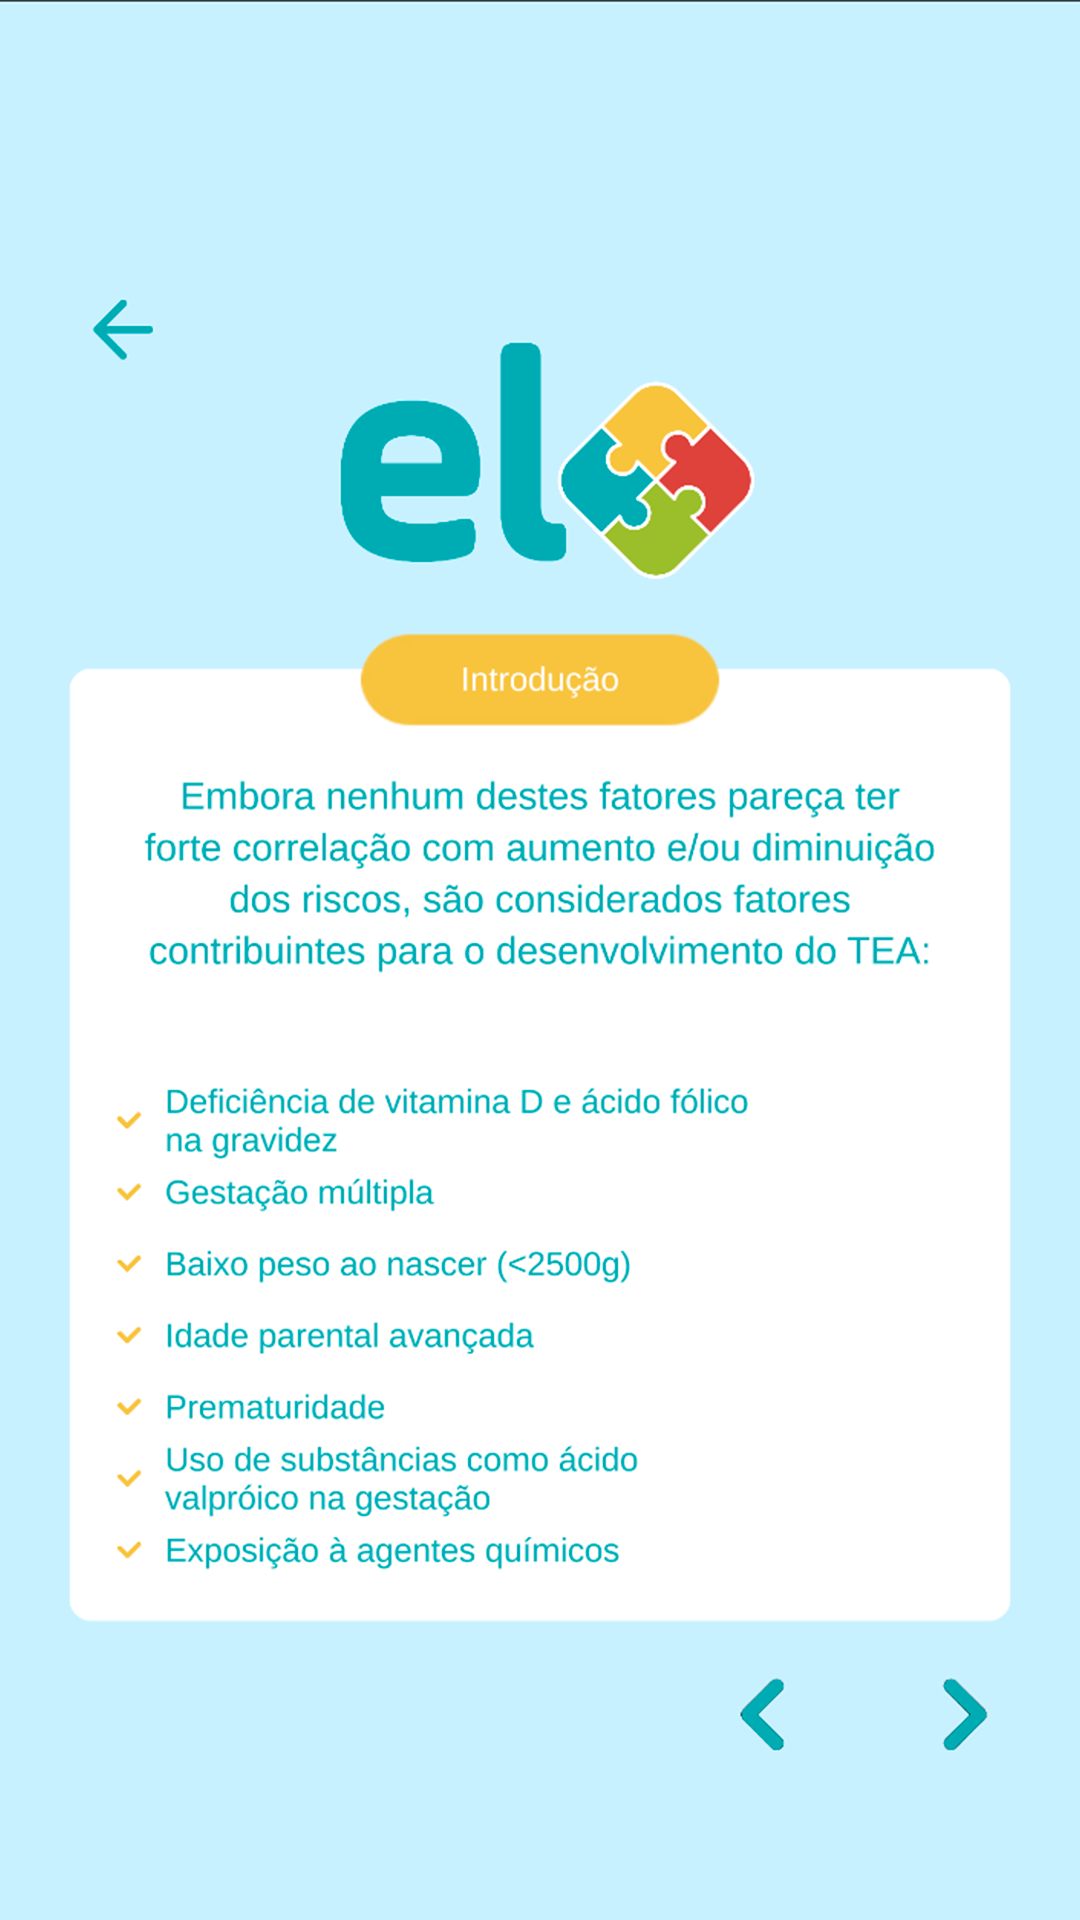 elo
Introdução
Embora nenhum destes fatores pareça ter
forte correlação com aumento e/ou diminuição
dos riscos, são considerados fatores
contribuintes para o desenvolvimento do TEA:
Deficiência de vitamina D e ácido fólico
na gravidez
Gestação múltipla
Baixo peso ao nascer (<2500g)
Idade parental avançada
Prematuridade
Uso de substâncias como ácido
valpróico na gestação
Exposição à agentes químicos